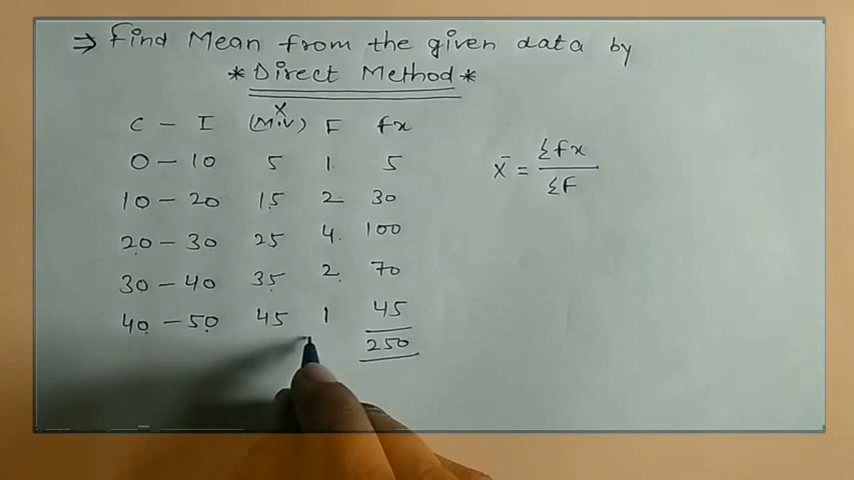 ⇒ Find Mean from the given data by
* Direct Method *
x
C - I (M.V) F fx
0 - 10 5 1 5
10 - 20 15 2 30
20 - 30 25 4 100
30 - 40 35 2 70
40 - 50 45 1 45
250
x̄ = Σfx / ΣF